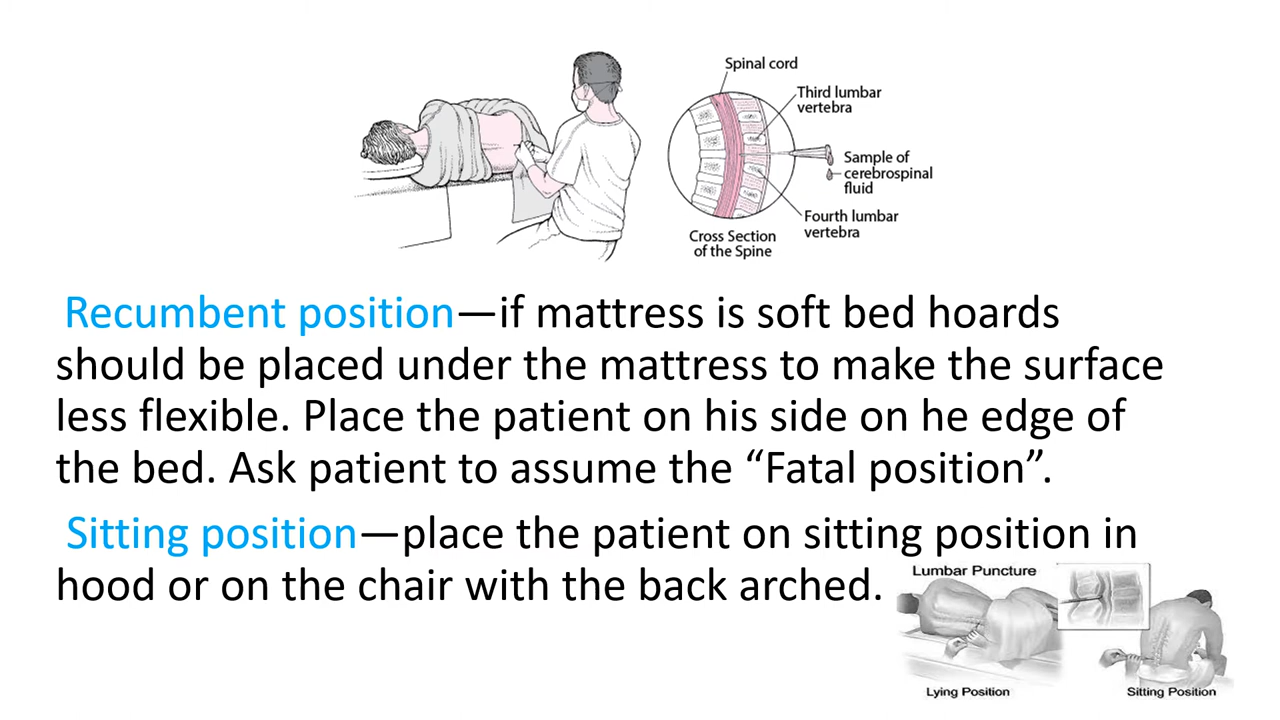 Spinal cord
Third lumbar
vertebra
Sample of
cerebrospinal
fluid
Fourth lumbar
vertebra
Cross Section
of the Spine
Recumbent position—if mattress is soft bed hoards
should be placed under the mattress to make the surface
less flexible. Place the patient on his side on he edge of
the bed. Ask patient to assume the “Fatal position”.
Sitting position—place the patient on sitting position in
hood or on the chair with the back arched.
Lumbar Puncture
Lying Position
Sitting Position